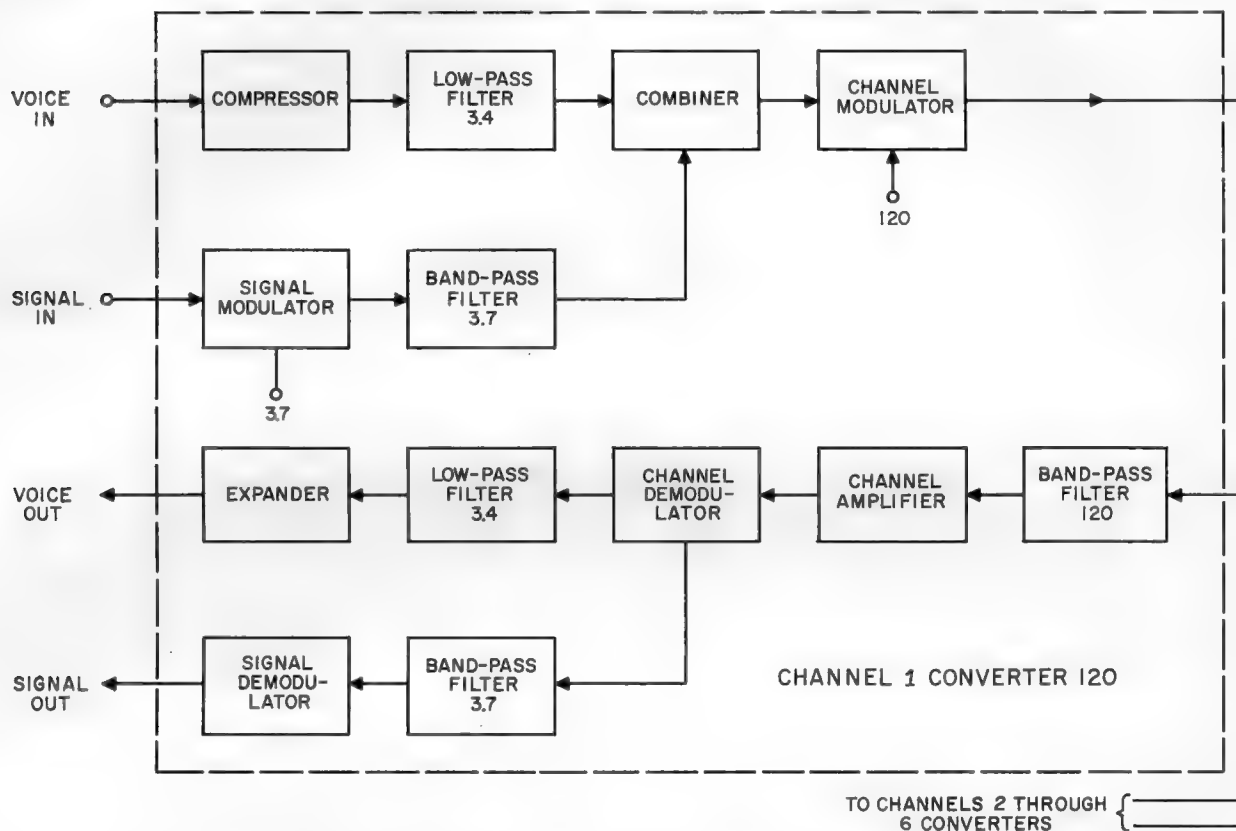 VOICE
IN
COMPRESSOR
LOW-PASS
FILTER
3.4
COMBINER
CHANNEL
MODULATOR
120
SIGNAL
IN
SIGNAL
MODULATOR
BAND-PASS
FILTER
3.7
3.7
VOICE
OUT
EXPANDER
LOW-PASS
FILTER
3.4
CHANNEL
DEMODU-
LATOR
CHANNEL
AMPLIFIER
BAND-PASS
FILTER
120
SIGNAL
OUT
SIGNAL
DEMODU-
LATOR
BAND-PASS
FILTER
3.7
CHANNEL 1 CONVERTER 120
TO CHANNELS 2 THROUGH
6 CONVERTERS